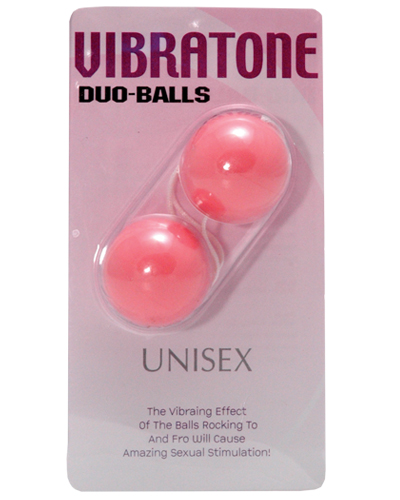 VIBRATONE
DUO-BALLS
UNISEX
The Vibraing Effect
Of The Balls Rocking To
And Fro Will Cause
Amazing Sexual Stimulation!